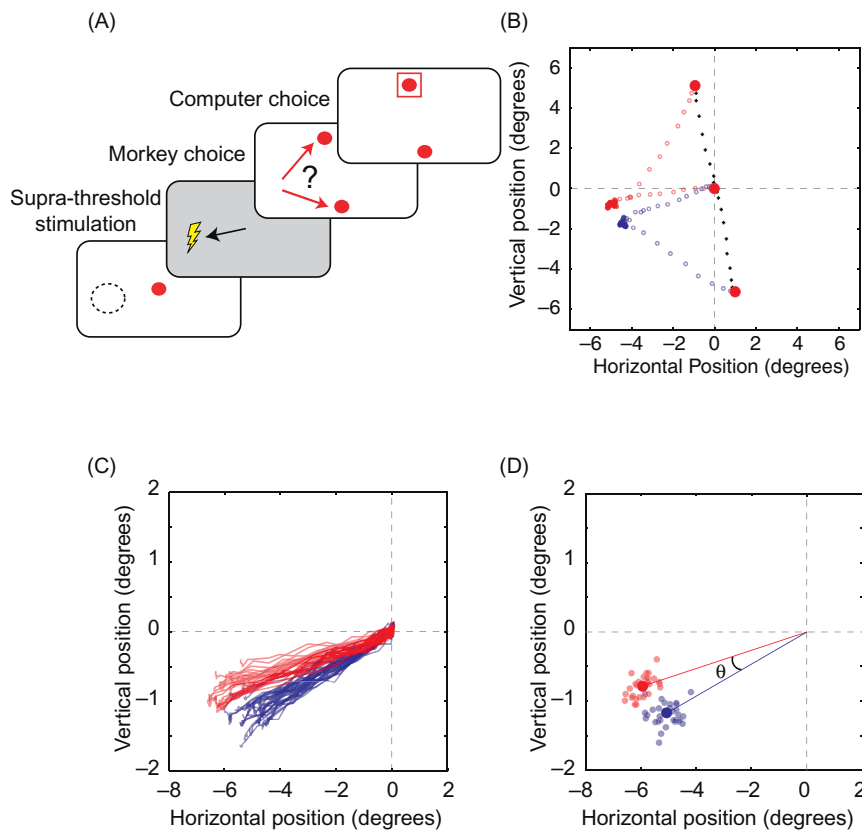 (A)
Computer choice
Morkey choice
?
Supra-threshold
stimulation
(B)
Vertical position (degrees)
6
4
2
0
−2
−4
−6
−6 −4 −2 0 2 4 6
Horizontal Position (degrees)
(C)
Vertical position (degrees)
2
1
0
−1
−2
−8 −6 −4 −2 0 2
Horizontal position (degrees)
(D)
Vertical position (degrees)
2
1
0
−1
−2
θ
−8 −6 −4 −2 0 2
Horizontal position (degrees)